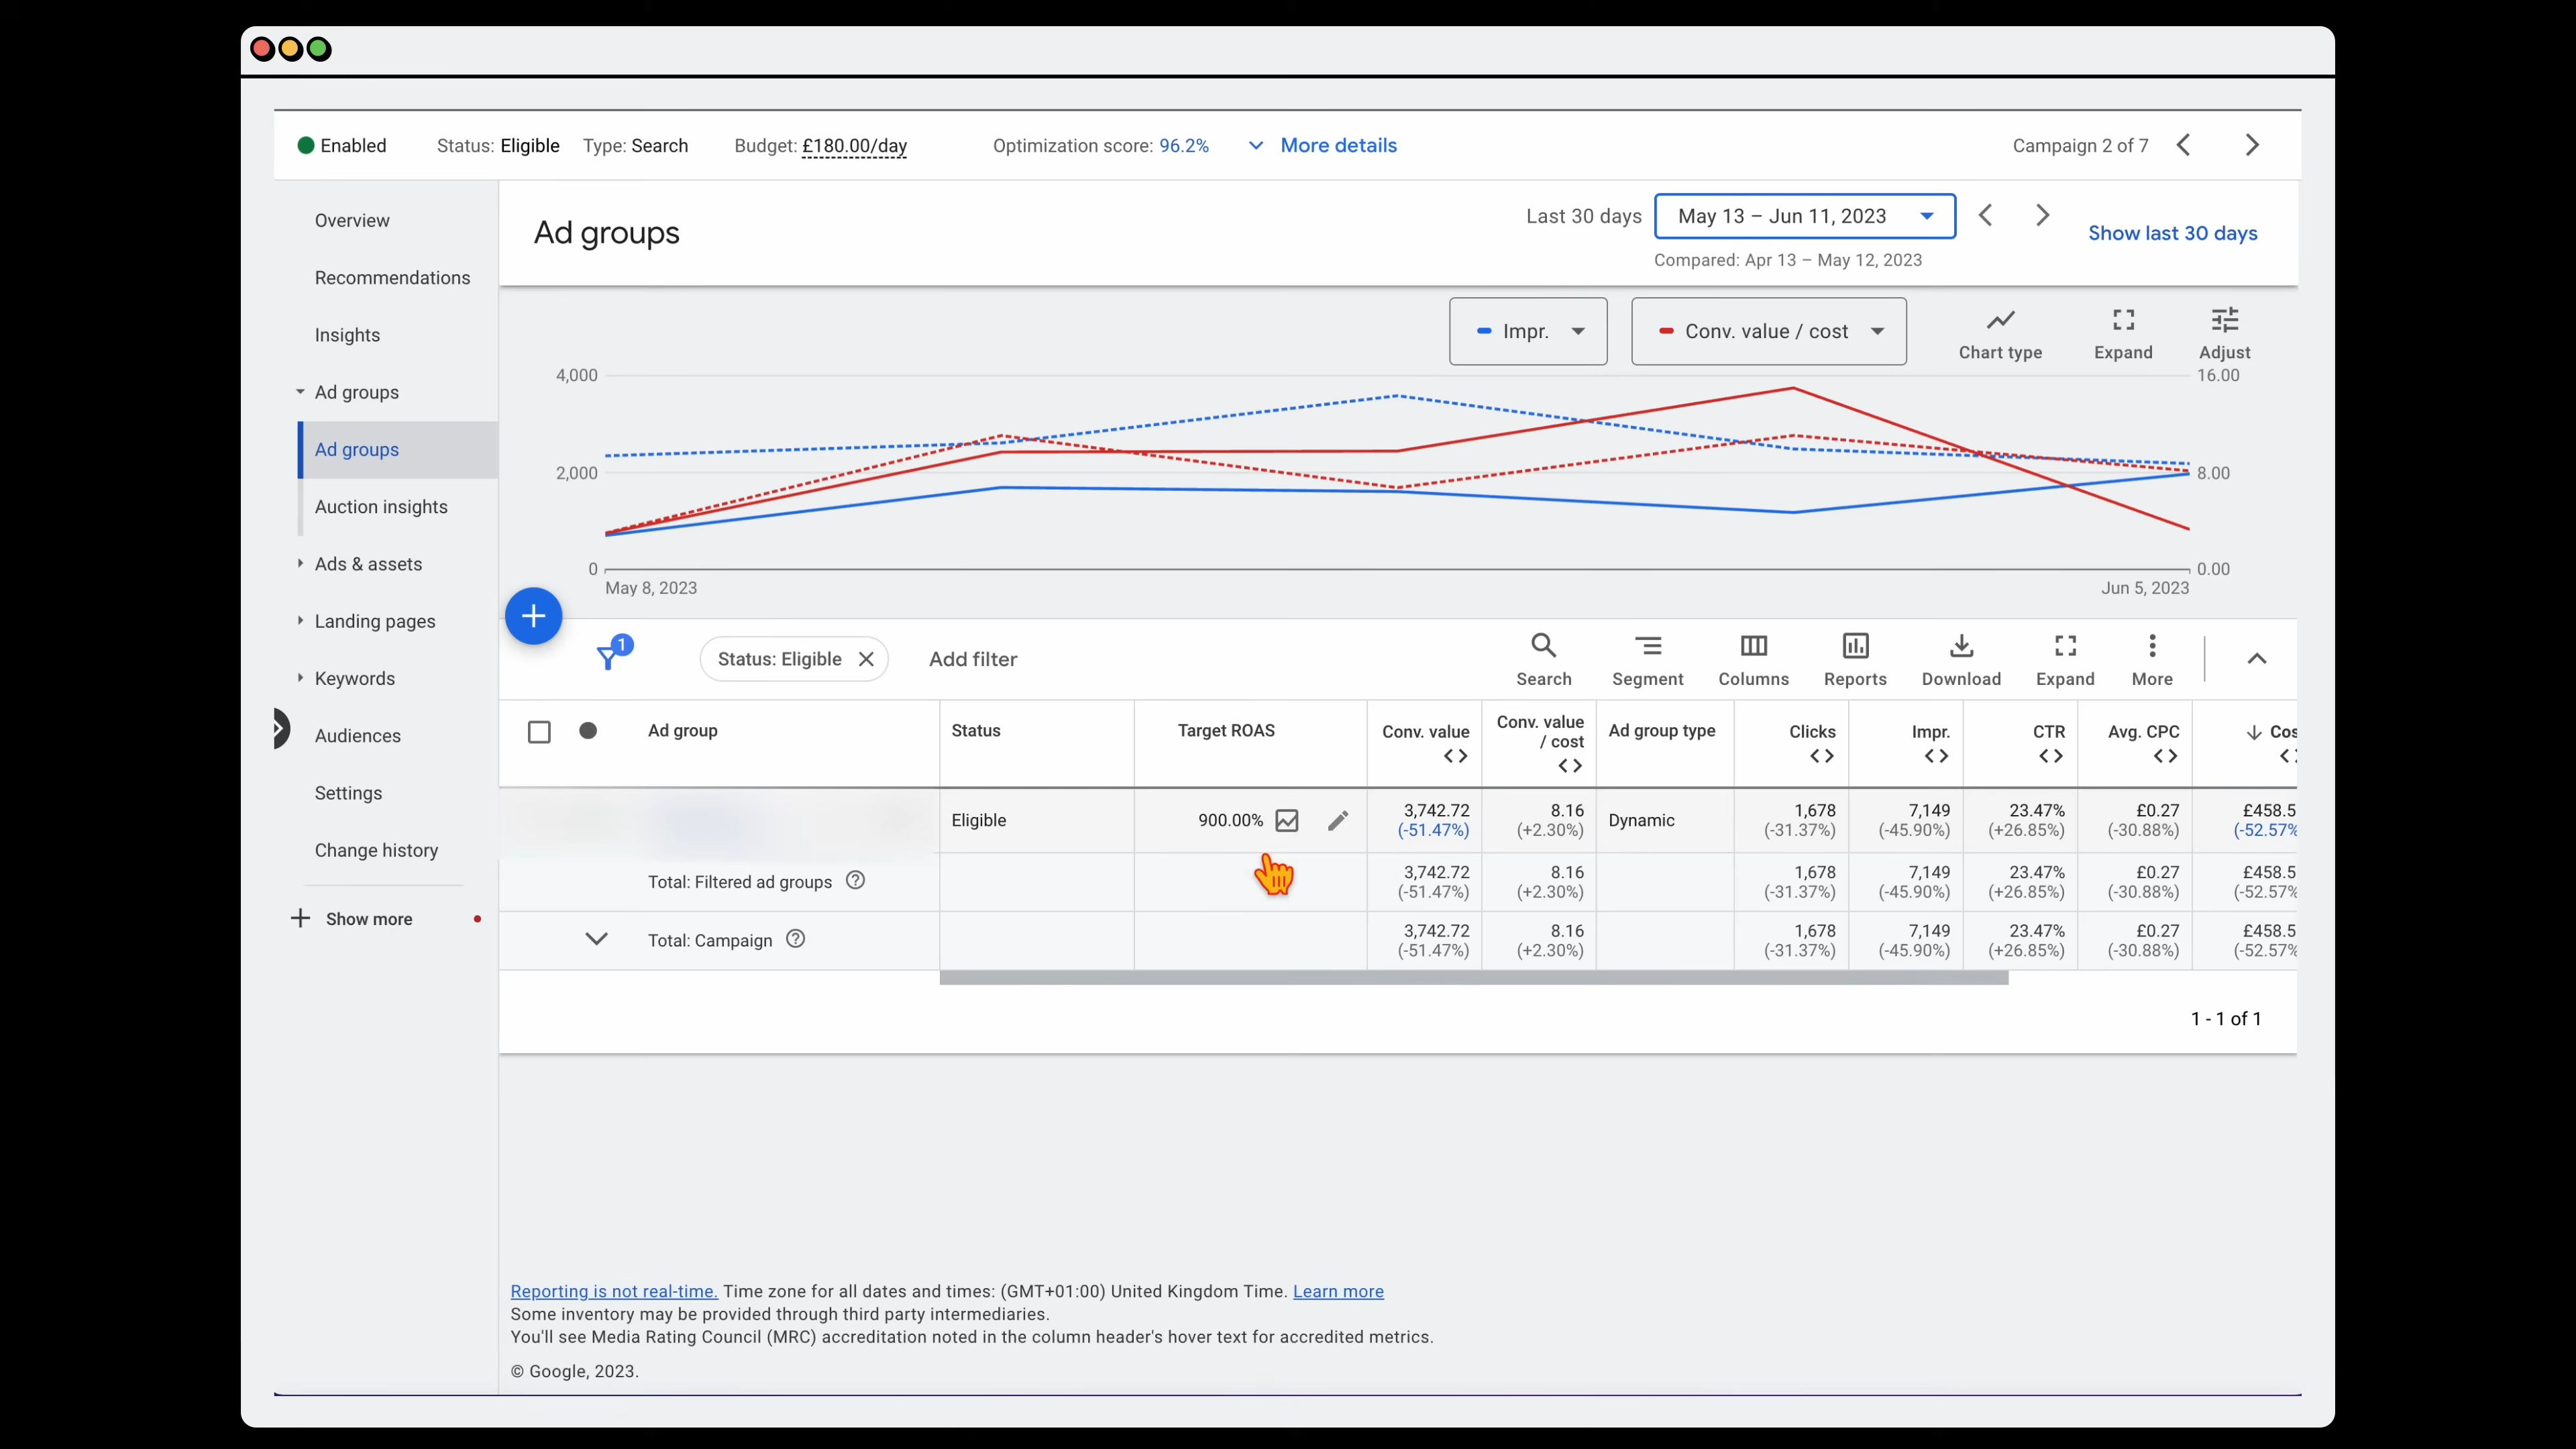 Enabled Status: Eligible Type: Search Budget: £180.00/day Optimization score: 96.2% More details Campaign 2 of 7
Overview
Recommendations
Insights
Ad groups
Ad groups
Auction insights
Ads & assets
Landing pages
Keywords
Audiences
Settings
Change history
Show more
Ad groups
Last 30 days May 13 – Jun 11, 2023
Show last 30 days
Compared: Apr 13 – May 12, 2023
Impr. Conv. value / cost
Chart type Expand Adjust
4,000 16.00
2,000 8.00
0 0.00
May 8, 2023 Jun 5, 2023
1
Status: Eligible Add filter
Search Segment Columns Reports Download Expand More
Ad group Status Target ROAS Conv. value Conv. value / cost Ad group type Clicks Impr. CTR Avg. CPC
Eligible 900.00% 3,742.72 8.16 Dynamic 1,678 7,149 23.47% £0.27 £458.5
(-51.47%) (+2.30%) (-31.37%) (-45.90%) (+26.85%) (-30.88%) (-52.57%
Total: Filtered ad groups 3,742.72 8.16 1,678 7,149 23.47% £0.27 £458.5
(-51.47%) (+2.30%) (-31.37%) (-45.90%) (+26.85%) (-30.88%) (-52.57%
Total: Campaign 3,742.72 8.16 1,678 7,149 23.47% £0.27 £458.5
(-51.47%) (+2.30%) (-31.37%) (-45.90%) (+26.85%) (-30.88%) (-52.57%
1 - 1 of 1
Reporting is not real-time. Time zone for all dates and times: (GMT+01:00) United Kingdom Time. Learn more
Some inventory may be provided through third party intermediaries.
You'll see Media Rating Council (MRC) accreditation noted in the column header's hover text for accredited metrics.
© Google, 2023.